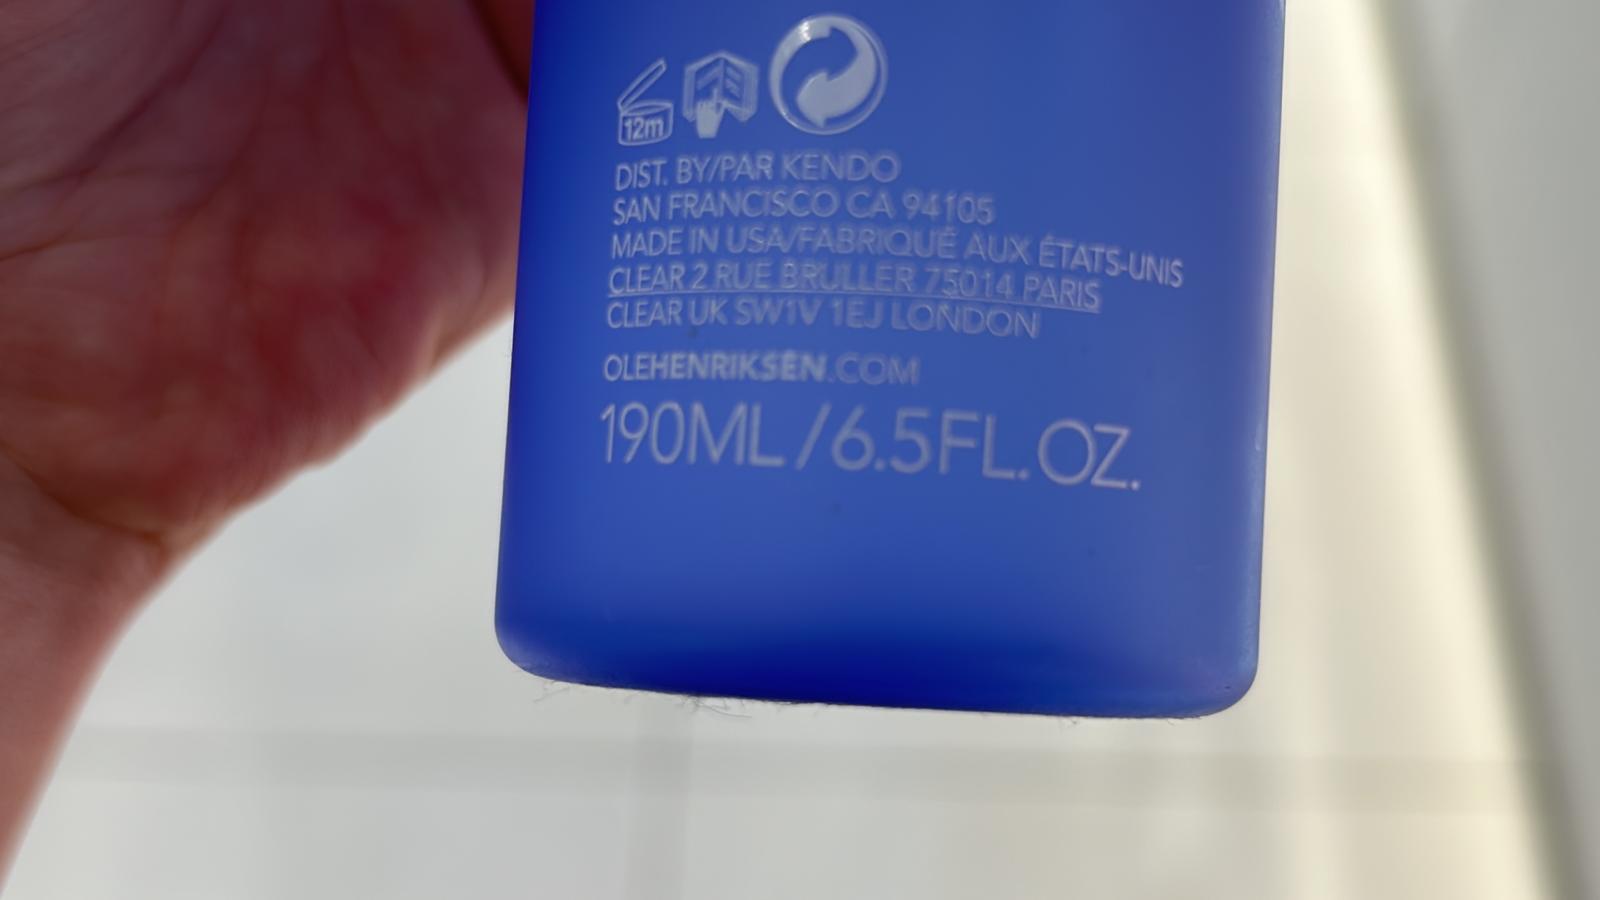 12m
DIST. BY/PAR KENDO
SAN FRANCISCO CA 94105
MADE IN USA/FABRIQUÉ AUX ÉTATS-UNIS
CLEAR 2 RUE BRULLER 75014 PARIS
CLEAR UK SW1V 1EJ LONDON
OLEHENRIKSEN.COM
190ML/6.5FL.OZ.